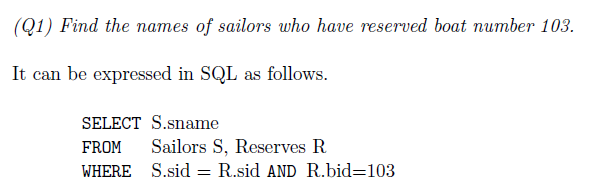 (Q1) Find the names of sailors who have reserved boat number 103.
It can be expressed in SQL as follows.
SELECT S.sname
FROM Sailors S, Reserves R
WHERE S.sid = R.sid AND R.bid=103